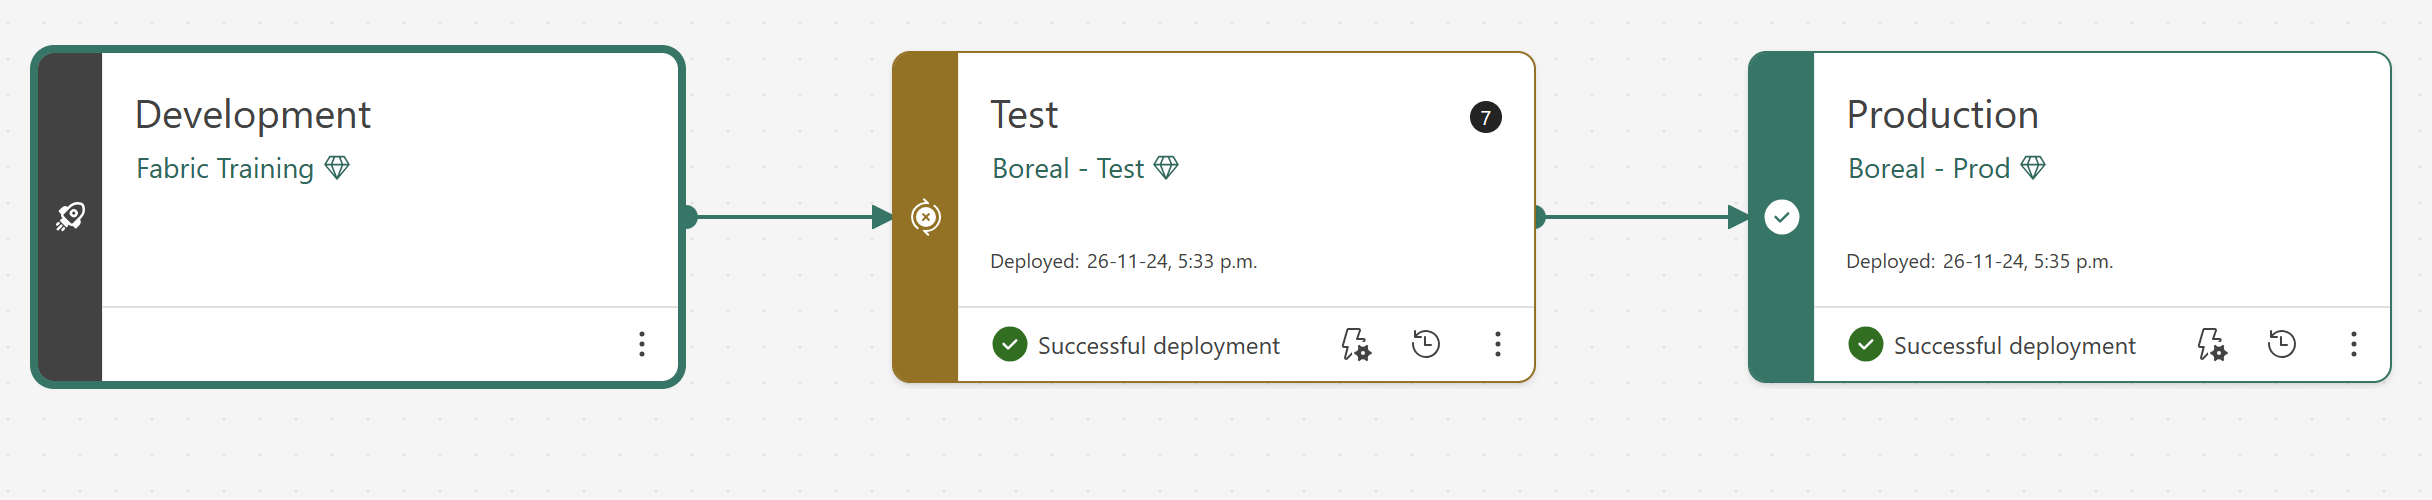 Development
Fabric Training
Test
7
Boreal - Test
Deployed: 26-11-24, 5:33 p.m.
Successful deployment
Production
Boreal - Prod
Deployed: 26-11-24, 5:35 p.m.
Successful deployment